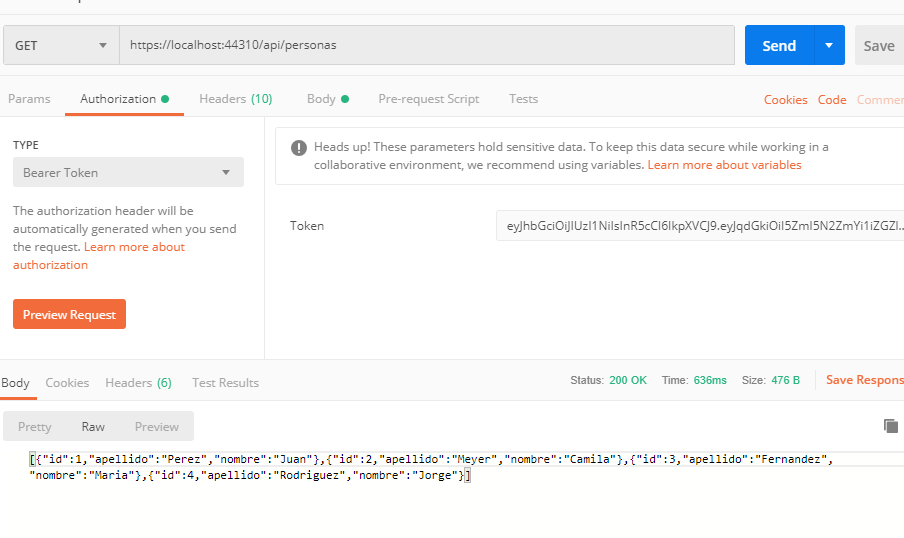 GET https://localhost:44310/api/personas Send Save
Params Authorization Headers (10) Body Pre-request Script Tests Cookies Code Commen
TYPE
Bearer Token
The authorization header will be
automatically generated when you send
the request. Learn more about
authorization
Preview Request
Heads up! These parameters hold sensitive data. To keep this data secure while working in a
collaborative environment, we recommend using variables. Learn more about variables
Token eyJhbGciOiJIUzI1NiIsInR5cCI6IkpXVCJ9.eyJqdGkiOiI5ZmI5N2ZmYi1iZGZl...
Body Cookies Headers (6) Test Results Status: 200 OK Time: 636ms Size: 476 B Save Respons
Pretty Raw Preview
[{"id":1,"apellido":"Perez","nombre":"Juan"},{"id":2,"apellido":"Meyer","nombre":"Camila"},{"id":3,"apellido":"Fernandez",
"nombre":"Maria"},{"id":4,"apellido":"Rodriguez","nombre":"Jorge"}]